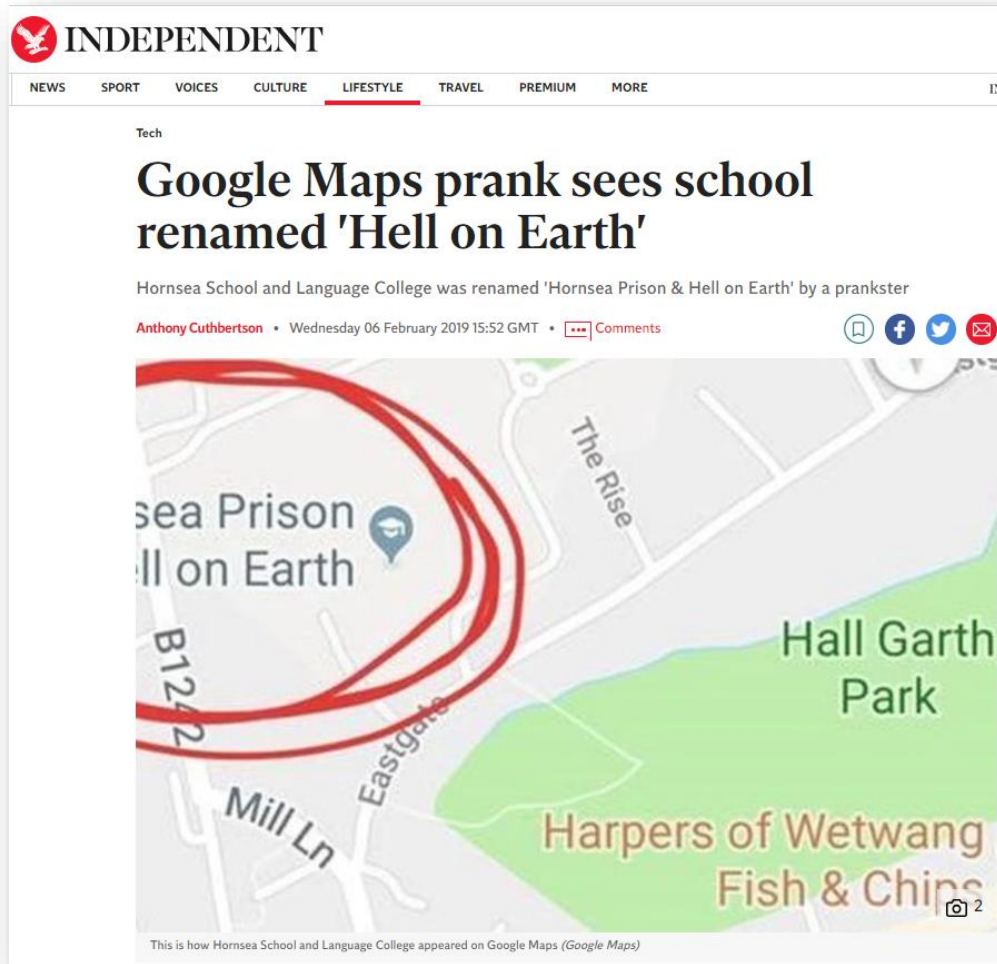 INDEPENDENT
NEWS SPORT VOICES CULTURE LIFESTYLE TRAVEL PREMIUM MORE
Tech
Google Maps prank sees school
renamed 'Hell on Earth'
Hornsea School and Language College was renamed 'Hornsea Prison & Hell on Earth' by a prankster
Anthony Cuthbertson • Wednesday 06 February 2019 15:52 GMT • Comments
The Rise
sea Prison
ll on Earth
B1242
Hall Garth
Park
Eastgate
Mill Ln
Harpers of Wetwang
Fish & Chips
2
This is how Hornsea School and Language College appeared on Google Maps (Google Maps)